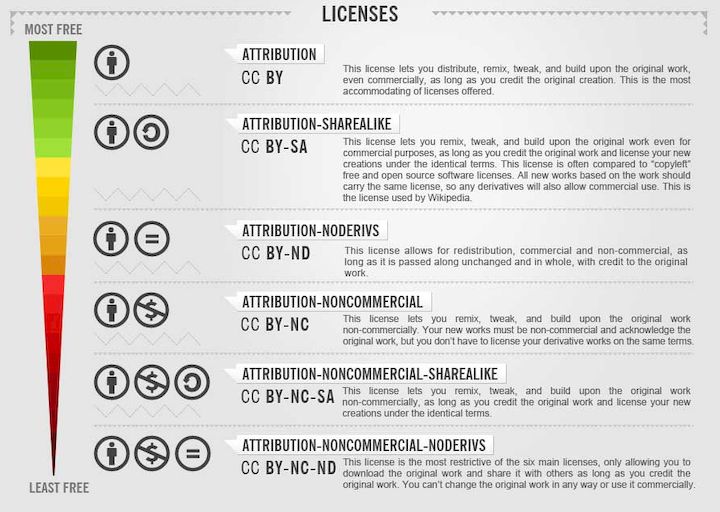 LICENSES
MOST FREE
ATTRIBUTION
CC BY
This license lets you distribute, remix, tweak, and build upon the original work,
even commercially, as long as you credit the original creation. This is the most
accommodating of licenses offered.
ATTRIBUTION-SHAREALIKE
CC BY-SA
This license lets you remix, tweak, and build upon the original work even for
commercial purposes, as long as you credit the original work and license your new
creations under the identical terms. This license is often compared to “copyleft”
free and open source software licenses. All new works based on the work should
carry the same license, so any derivatives will also allow commercial use. This is
the license used by Wikipedia.
ATTRIBUTION-NODERIVS
CC BY-ND
This license allows for redistribution, commercial and non-commercial, as
long as it is passed along unchanged and in whole, with credit to the original
work.
ATTRIBUTION-NONCOMMERCIAL
CC BY-NC
This license lets you remix, tweak, and build upon the original work
non-commercially. Your new works must be non-commercial and acknowledge the
original work, but you don’t have to license your derivative works on the same terms.
ATTRIBUTION-NONCOMMERCIAL-SHAREALIKE
CC BY-NC-SA
This license lets you remix, tweak, and build upon the original work
non-commercially, as long as you credit the original work and license your new
creations under the identical terms.
ATTRIBUTION-NONCOMMERCIAL-NODERIVS
CC BY-NC-ND
This license is the most restrictive of the six main licenses, only allowing you to
download the original work and share it with others as long as you credit the
original work. You can’t change the original work in any way or use it commercially.
LEAST FREE